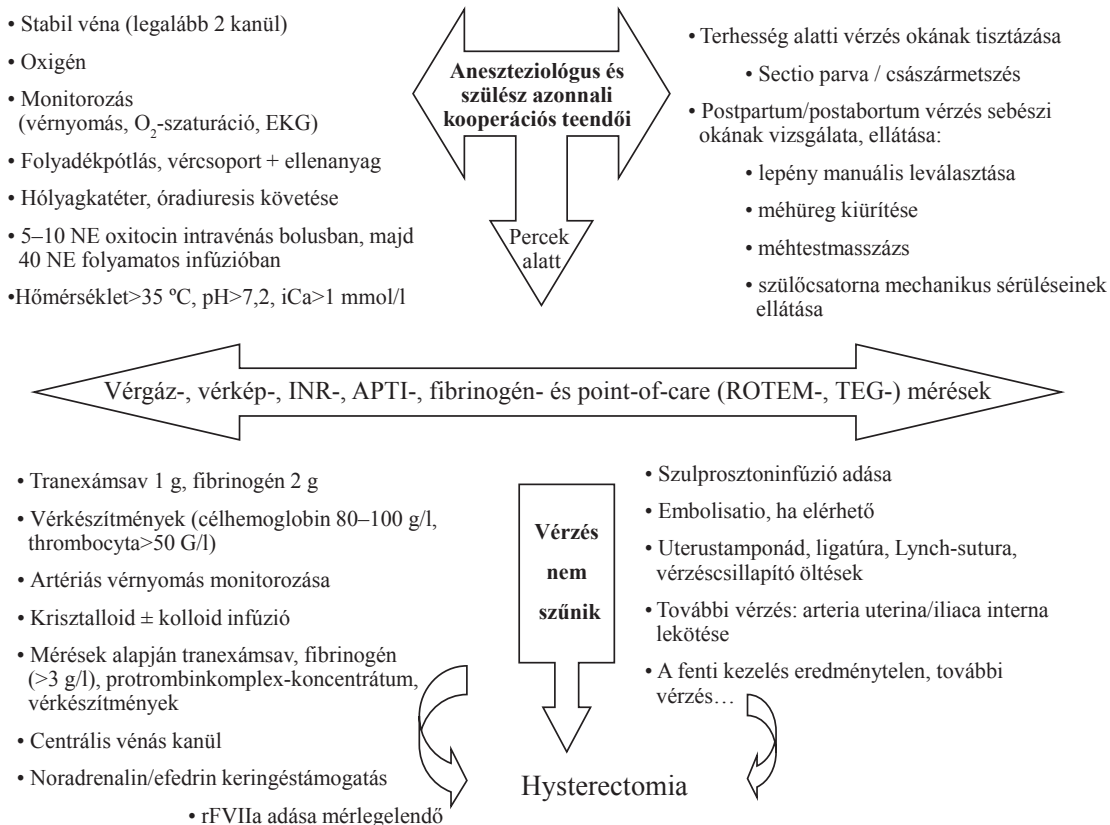 • Stabil véna (legalább 2 kanül)
• Oxigén
• Monitorozás
(vérnyomás, O₂-szaturáció, EKG)
• Folyadékpótlás, vércsoport + ellenanyag
• Hólyagkatéter, óradiuresis követése
• 5–10 NE oxitocin intravénás bolusban, majd
40 NE folyamatos infúzióban
•Hőmérséklet>35 ºC, pH>7,2, iCa>1 mmol/l
Aneszteziológus és
szülész azonnali
kooperációs teendői
Percek
alatt
• Terhesség alatti vérzés okának tisztázása
• Sectio parva / császármetszés
• Postpartum/postabortum vérzés sebészi
okának vizsgálata, ellátása:
• lepény manuális leválasztása
• méhüreg kiürítése
• méhtestmasszázs
• szülőcsatorna mechanikus sérüléseinek
ellátása
Vérgáz-, vérkép-, INR-, APTI-, fibrinogén- és point-of-care (ROTEM-, TEG-) mérések
• Tranexámsav 1 g, fibrinogén 2 g
• Vérkészítmények (célhemoglobin 80–100 g/l,
thrombocyta>50 G/l)
• Artériás vérnyomás monitorozása
• Krisztalloid ± kolloid infúzió
• Mérések alapján tranexámsav, fibrinogén
(>3 g/l), protrombinkomplex-koncentrátum,
vérkészítmények
• Centrális vénás kanül
• Noradrenalin/efedrin keringéstámogatás
• rFVIIa adása mérlegelendő
Vérzés
nem
szűnik
• Szulprosztoninfúzió adása
• Embolisatio, ha elérhető
• Uterustamponád, ligatúra, Lynch-sutura,
vérzéscsillapító öltések
• További vérzés: arteria uterina/iliaca interna
lekötése
• A fenti kezelés eredménytelen, további
vérzés…
Hysterectomia